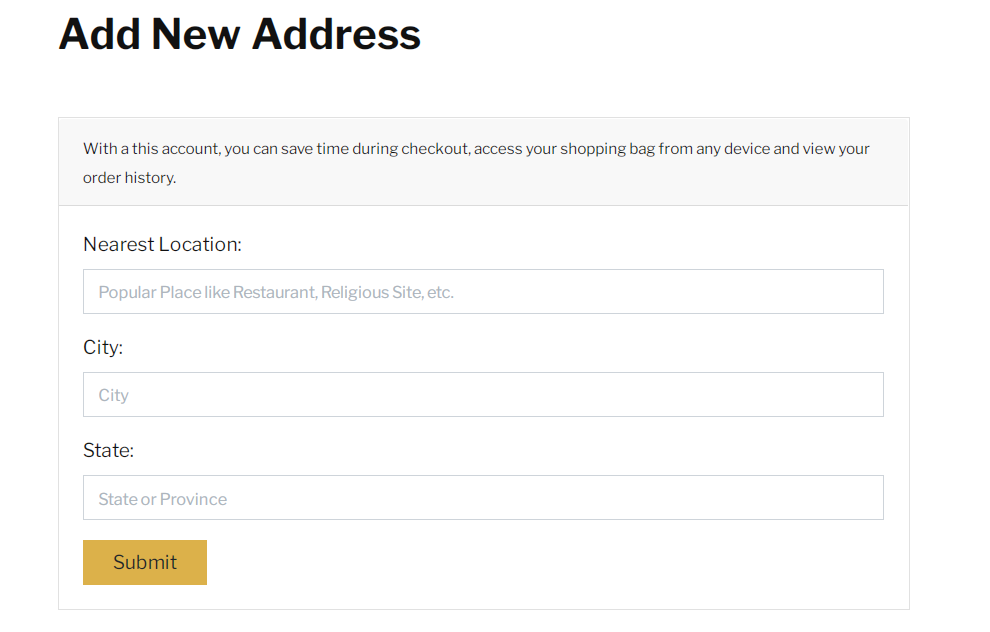 Add New Address
With a this account, you can save time during checkout, access your shopping bag from any device and view your
order history.
Nearest Location:
Popular Place like Restaurant, Religious Site, etc.
City:
City
State:
State or Province
Submit